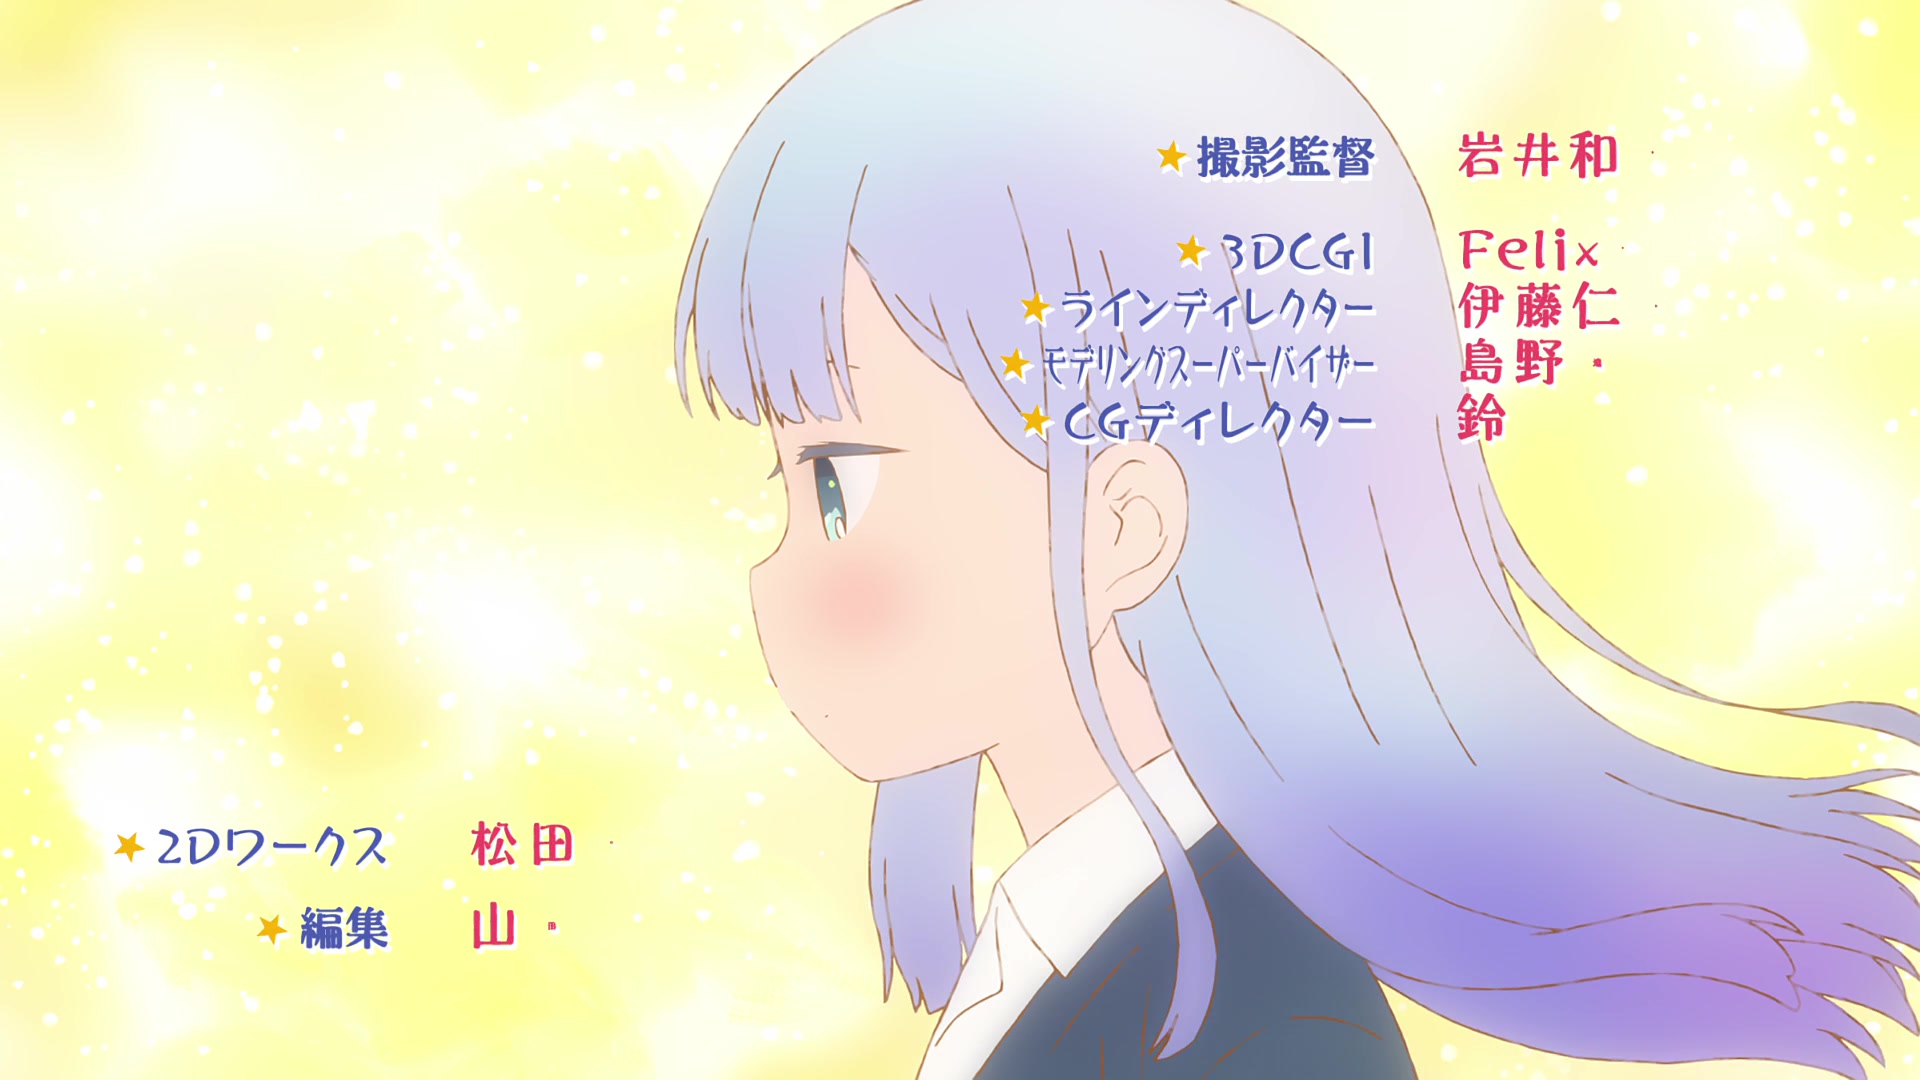 ★撮影監督 岩井和
★3DCGI Felix
★ラインディレクター 伊藤仁
★モデリングスーパーバイザー 島野
★CGディレクター 鈴
★2Dワークス 松田
★編集 山